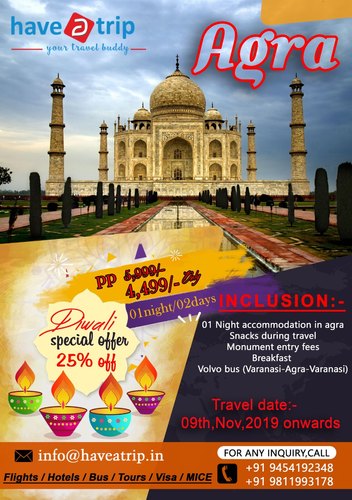 have a trip
your travel buddy
Agra
PP 5,999/-
4,499/- Only
01night/02days
Diwali
special offer
25% off
INCLUSION:-
01 Night accommodation in agra
Snacks during travel
Monument entry fees
Breakfast
Volvo bus (Varanasi-Agra-Varanasi)
Travel date:-
09th,Nov,2019 onwards
info@haveatrip.in
Flights / Hotels / Bus / Tours / Visa / MICE
FOR ANY INQUIRY,CALL
+91 9454192348
+91 9811993178